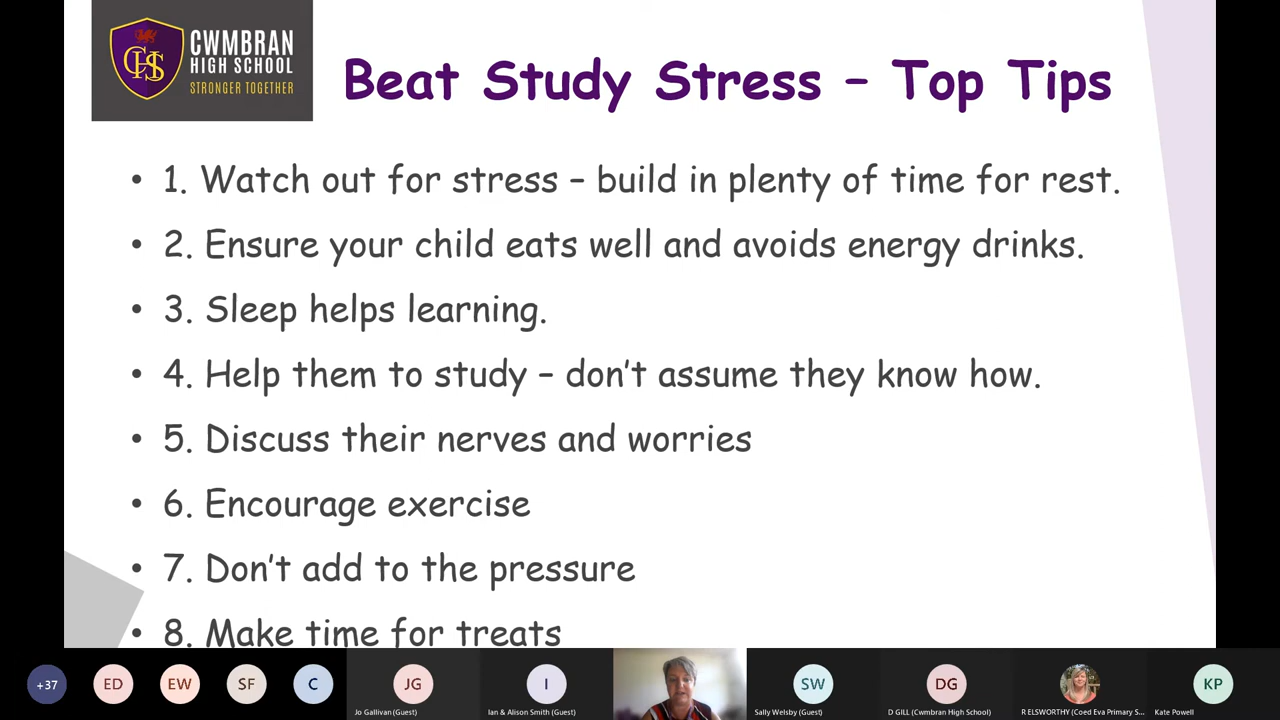 CWMBRAN
HIGH SCHOOL
STRONGER TOGETHER
CHS
Beat Study Stress – Top Tips
• 1. Watch out for stress – build in plenty of time for rest.
• 2. Ensure your child eats well and avoids energy drinks.
• 3. Sleep helps learning.
• 4. Help them to study – don't assume they know how.
• 5. Discuss their nerves and worries
• 6. Encourage exercise
• 7. Don't add to the pressure
• 8. Make time for treats
+37 ED EW SF C JG I SW DG KP
Jo Gallivan (Guest) Ian & Alison Smith (Guest) Sally Welsby (Guest) D GILL (Cwmbran High School) R ELSWORTHY (Coed Eva Primary S... Kate Powell